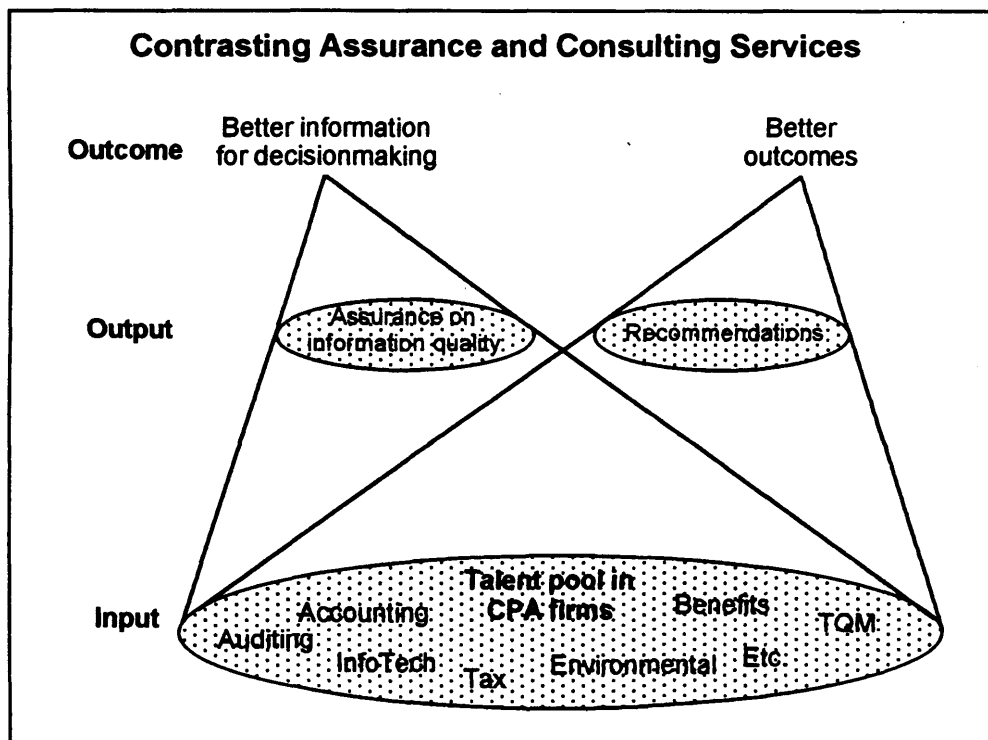 Contrasting Assurance and Consulting Services
Outcome
Better information
for decisionmaking
Better
outcomes
Output
Assurance on
information quality
Recommendations
Input
Talent pool in
CPA firms
Accounting
Benefits
Auditing
TQM
InfoTech
Tax
Environmental
Etc